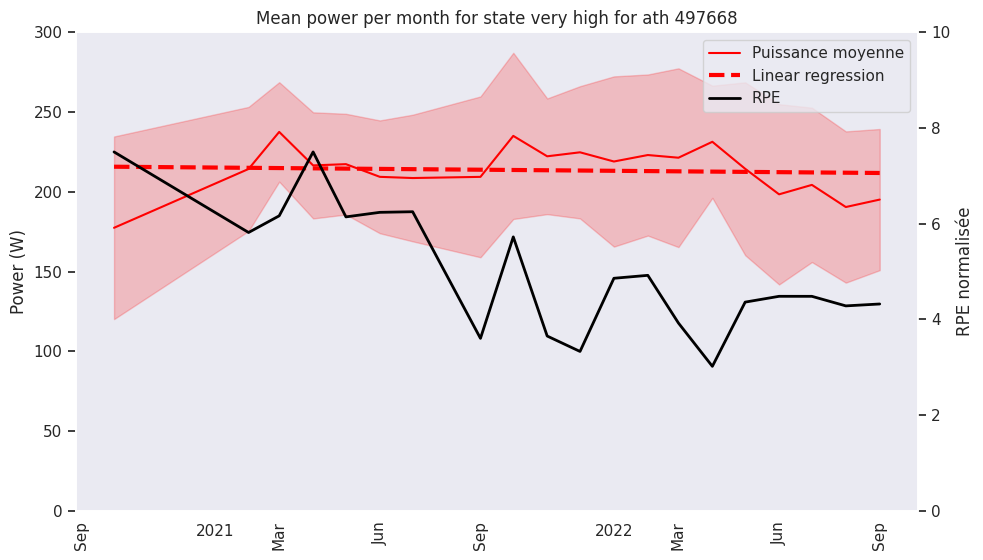 Mean power per month for state very high for ath 497668
Puissance moyenne
Linear regression
RPE
Power (W)
300
250
200
150
100
50
0
RPE normalisée
10
8
6
4
2
0
Sep
2021
Mar
Jun
Sep
2022
Mar
Jun
Sep